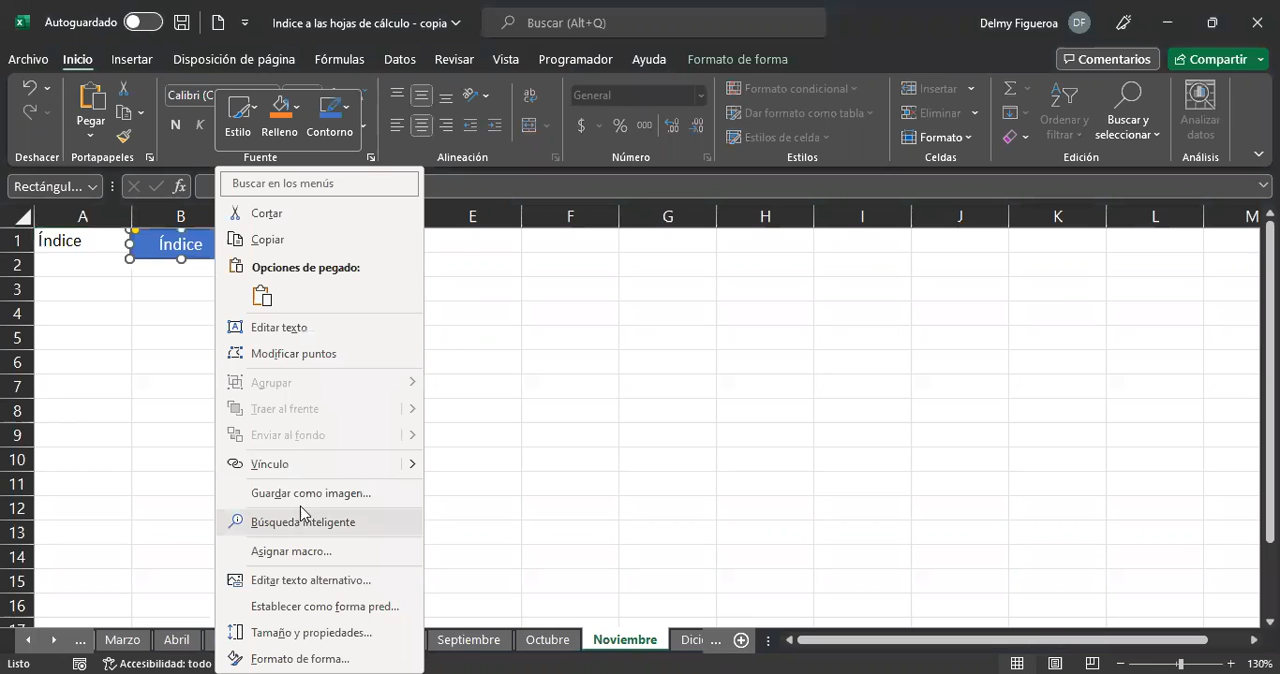 Autoguardado
Indice a las hojas de cálculo - copia
Buscar (Alt+Q)
Delmy Figueroa
DF
Archivo
Inicio
Insertar
Disposición de página
Fórmulas
Datos
Vista
Revisar
Programador
Ayuda
Formato de forma
Comentarios
Compartir
Pegar
Calibri (C
N
K
Estilo
Relleno
Contorno
General
$ % 000
Formato condicional
Dar formato como tabla
Estilos de celda
Insertar
Eliminar
Formato
Ordenar y
filtrar
Buscar y
seleccionar
Analizar
datos
Deshacer
Portapapeles
Fuente
Alineación
Número
Estilos
Celdas
Edición
Análisis
Rectángul...
fx
A B E F G H I J K L M
1 Índice Índice
2
3
4
5
6
7
8
9
10
11
12
13
14
15
16
17
Buscar en los menús
Cortar
Copiar
Opciones de pegado:
Editar texto
Modificar puntos
Agrupar
Traer al frente
Enviar al fondo
Vínculo
Guardar como imagen...
Búsqueda inteligente
Asignar macro...
Editar texto alternativo...
Establecer como forma pred...
Tamaño y propiedades...
Formato de forma...
... Marzo Abril Septiembre Octubre Noviembre Dici ...
Listo
Accesibilidad: todo
130%